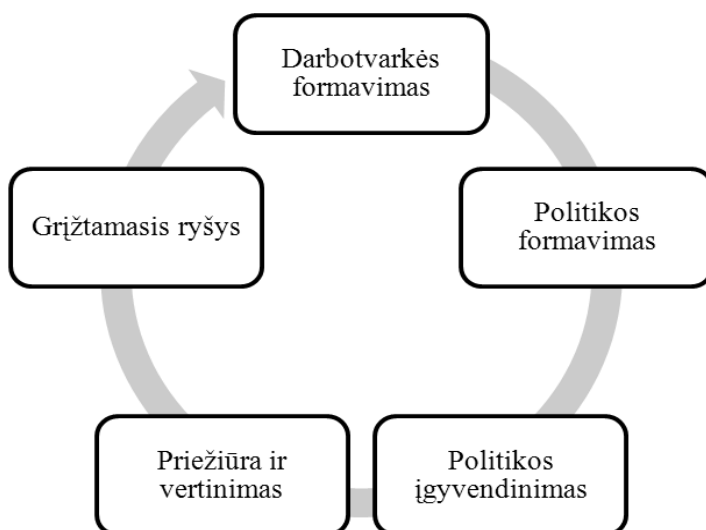 Darbotvarkės
formavimas
Politikos
formavimas
Politikos
įgyvendinimas
Priežiūra ir
vertinimas
Grįžtamasis ryšys